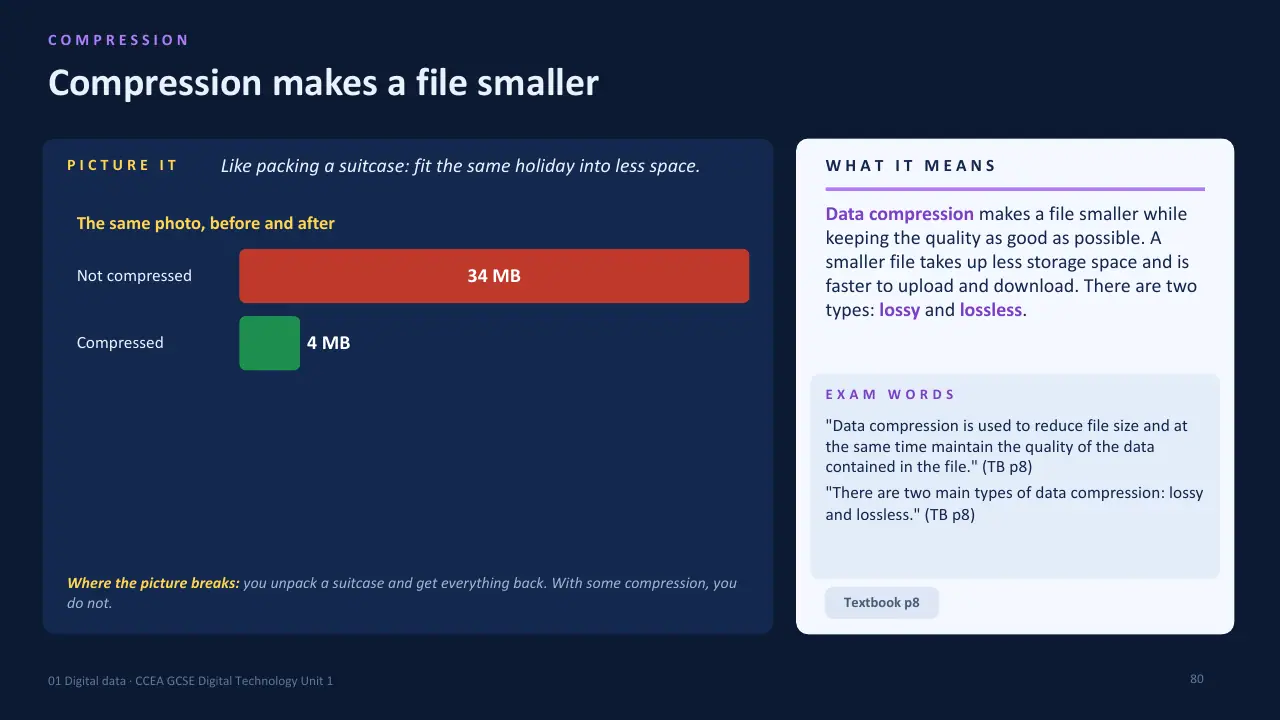 COMPRESSION
Compression makes a file smaller
PICTURE IT
Like packing a suitcase: fit the same holiday into less space.
The same photo, before and after
Not compressed
34 MB
Compressed
4 MB
Where the picture breaks: you unpack a suitcase and get everything back. With some compression, you
do not.
WHAT IT MEANS
Data compression makes a file smaller while
keeping the quality as good as possible. A
smaller file takes up less storage space and is
faster to upload and download. There are two
types: lossy and lossless.
EXAM WORDS
"Data compression is used to reduce file size and at
the same time maintain the quality of the data
contained in the file." (TB p8)
"There are two main types of data compression: lossy
and lossless." (TB p8)
Textbook p8
01 Digital data · CCEA GCSE Digital Technology Unit 1
80